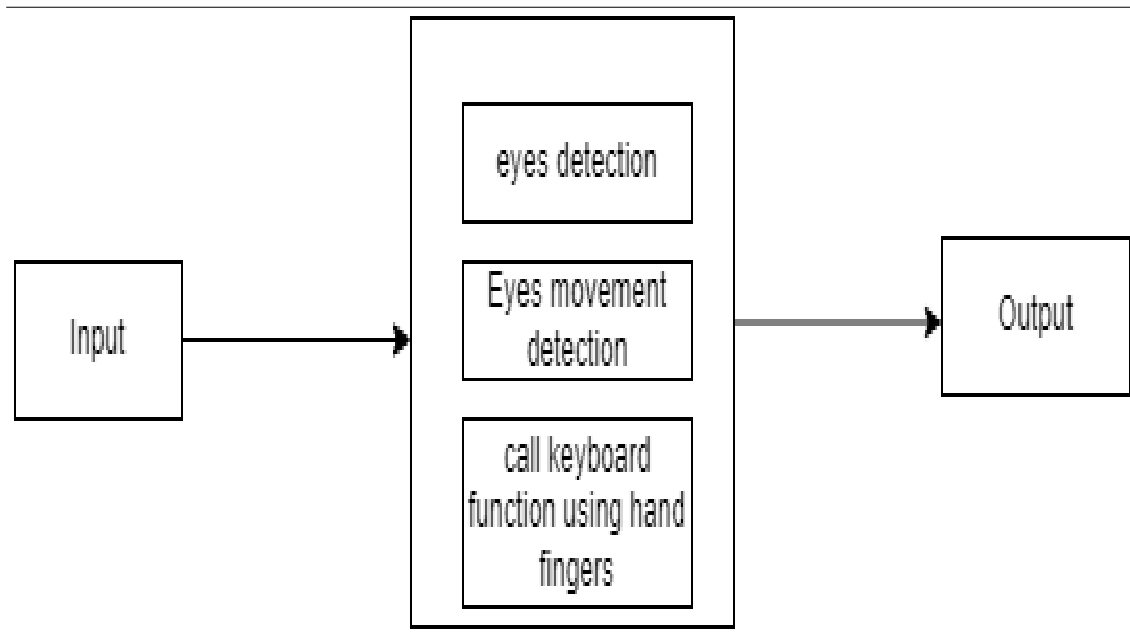 Input
eyes detection
Eyes movement
detection
call keyboard
function using hand
fingers
Output